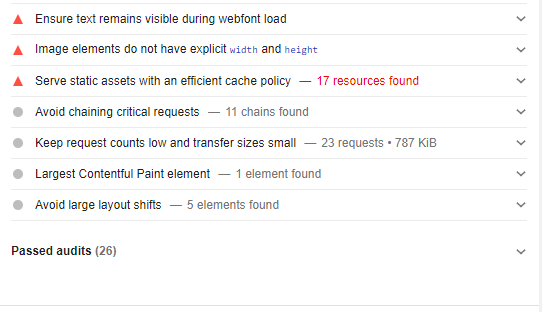 Ensure text remains visible during webfont load
Image elements do not have explicit width and height
Serve static assets with an efficient cache policy — 17 resources found
Avoid chaining critical requests — 11 chains found
Keep request counts low and transfer sizes small — 23 requests • 787 KiB
Largest Contentful Paint element — 1 element found
Avoid large layout shifts — 5 elements found
Passed audits (26)